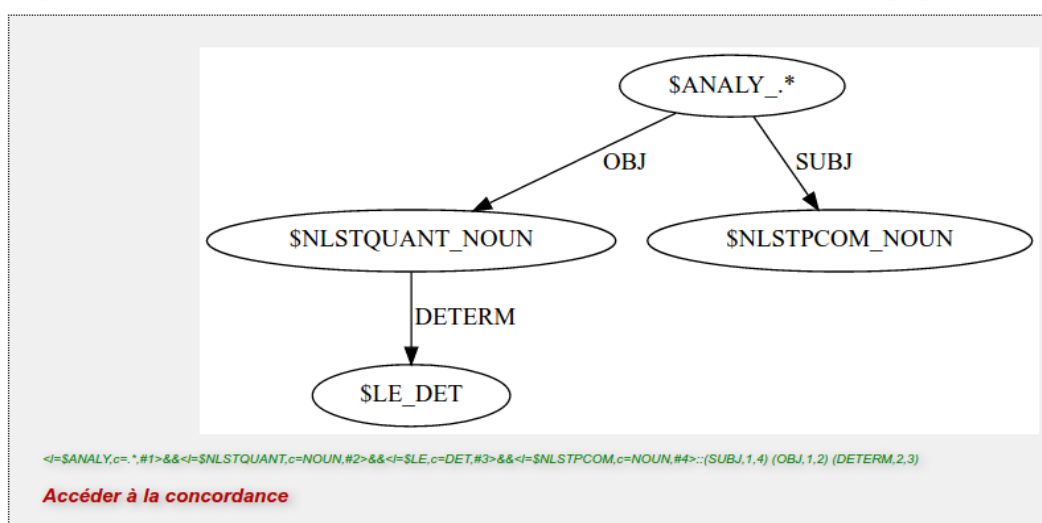 $ANALY_.*
OBJ
SUBJ
$NLSTQUANT_NOUN
$NLSTPCOM_NOUN
DETERM
$LE_DET
<l=$ANALY,c=.*,#1>&&<l=$NLSTQUANT,c=NOUN,#2>&&<l=$LE,c=DET,#3>&&<l=$NLSTPCOM,c=NOUN,#4>::(SUBJ,1,4) (OBJ,1,2) (DETERM,2,3)
Accéder à la concordance